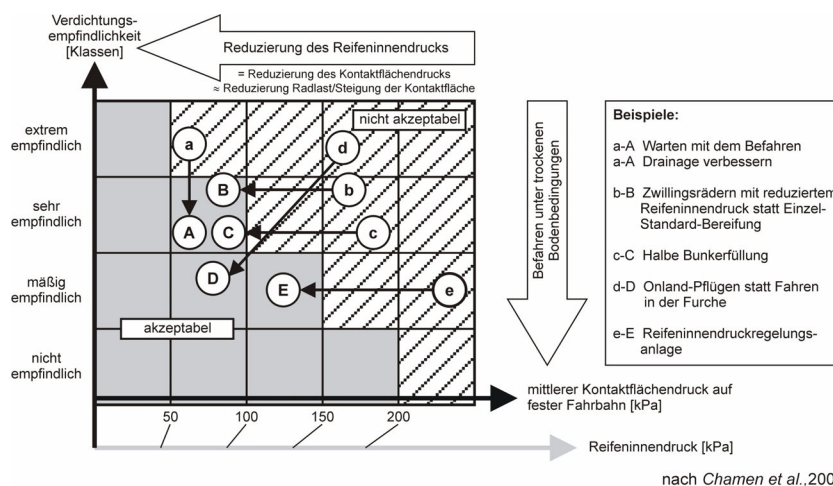 Verdichtungs-
empfindlichkeit
[Klassen]
Reduzierung des Reifeninnendrucks
= Reduzierung des Kontaktflächendrucks
≈ Reduzierung Radlast/Steigung der Kontaktfläche
extrem
empfindlich
sehr
empfindlich
mäßig
empfindlich
nicht
empfindlich
nicht akzeptabel
a
d
B
b
A
C
c
D
E
e
akzeptabel
50
100
150
200
mittlerer Kontaktflächendruck auf
fester Fahrbahn [kPa]
Reifeninnendruck [kPa]
Befahren unter trockenen
Bodenbedingungen
Beispiele:
a-A Warten mit dem Befahren
a-A Drainage verbessern
b-B Zwillingsrädern mit reduziertem
Reifeninnendruck statt Einzel-
Standard-Bereifung
c-C Halbe Bunkerfüllung
d-D Onland-Pflügen statt Fahren
in der Furche
e-E Reifeninnendruckregelungs-
anlage
nach Chamen et al.,200